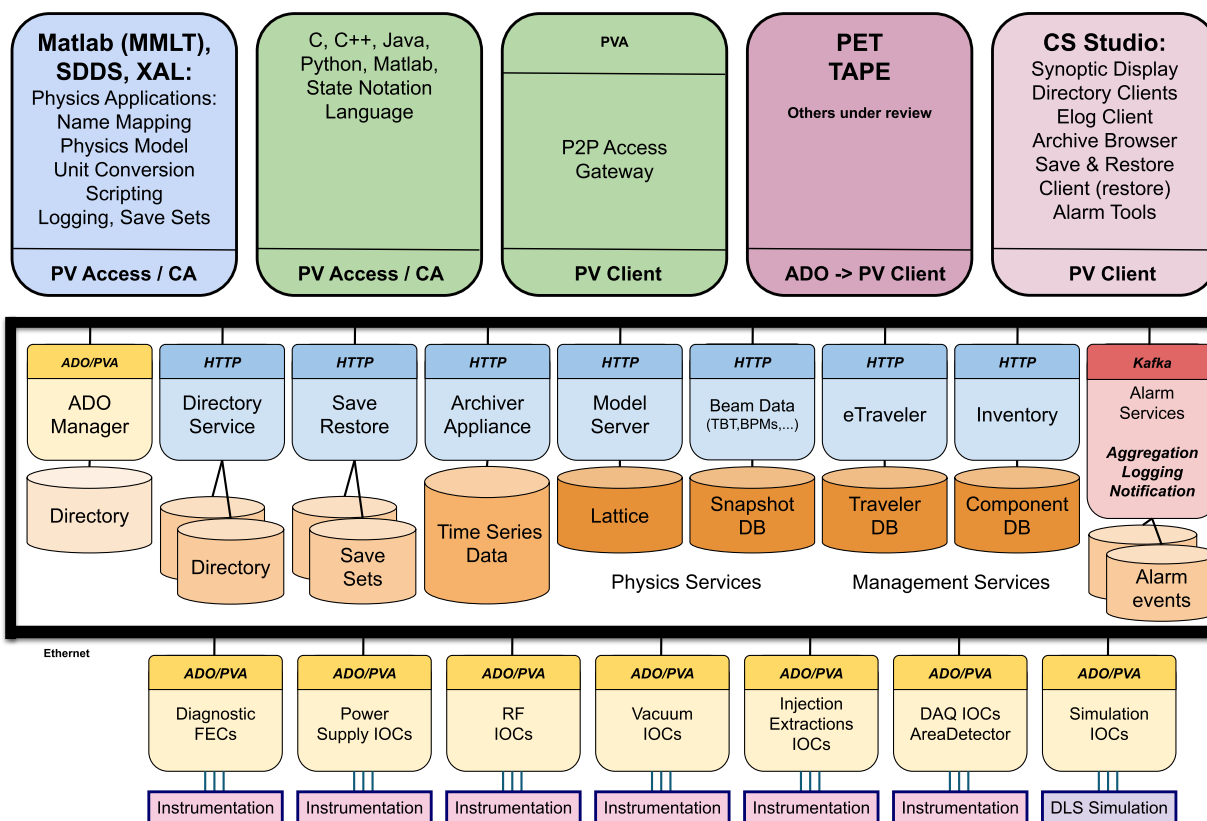 Matlab (MMLT),
SDDS, XAL:
Physics Applications:
Name Mapping
Physics Model
Unit Conversion
Scripting
Logging, Save Sets
PV Access / CA
C, C++, Java,
Python, Matlab,
State Notation
Language
PV Access / CA
PVA
P2P Access
Gateway
PV Client
PET
TAPE
Others under review
ADO -> PV Client
CS Studio:
Synoptic Display
Directory Clients
Elog Client
Archive Browser
Save & Restore
Client (restore)
Alarm Tools
PV Client
ADO/PVA
ADO
Manager
Directory
HTTP
Directory
Service
Directory
HTTP
Save
Restore
Save
Sets
HTTP
Archiver
Appliance
Time Series
Data
HTTP
Model
Server
Lattice
HTTP
Beam Data
(TBT,BPMs,...)
Snapshot
DB
HTTP
eTraveler
Traveler
DB
HTTP
Inventory
Component
DB
Kafka
Alarm
Services
Aggregation
Logging
Notification
Alarm
events
Physics Services
Management Services
Ethernet
ADO/PVA
Diagnostic
FECs
Instrumentation
ADO/PVA
Power
Supply IOCs
Instrumentation
ADO/PVA
RF
IOCs
Instrumentation
ADO/PVA
Vacuum
IOCs
Instrumentation
ADO/PVA
Injection
Extractions
IOCs
Instrumentation
ADO/PVA
DAQ IOCs
AreaDetector
Instrumentation
ADO/PVA
Simulation
IOCs
DLS Simulation